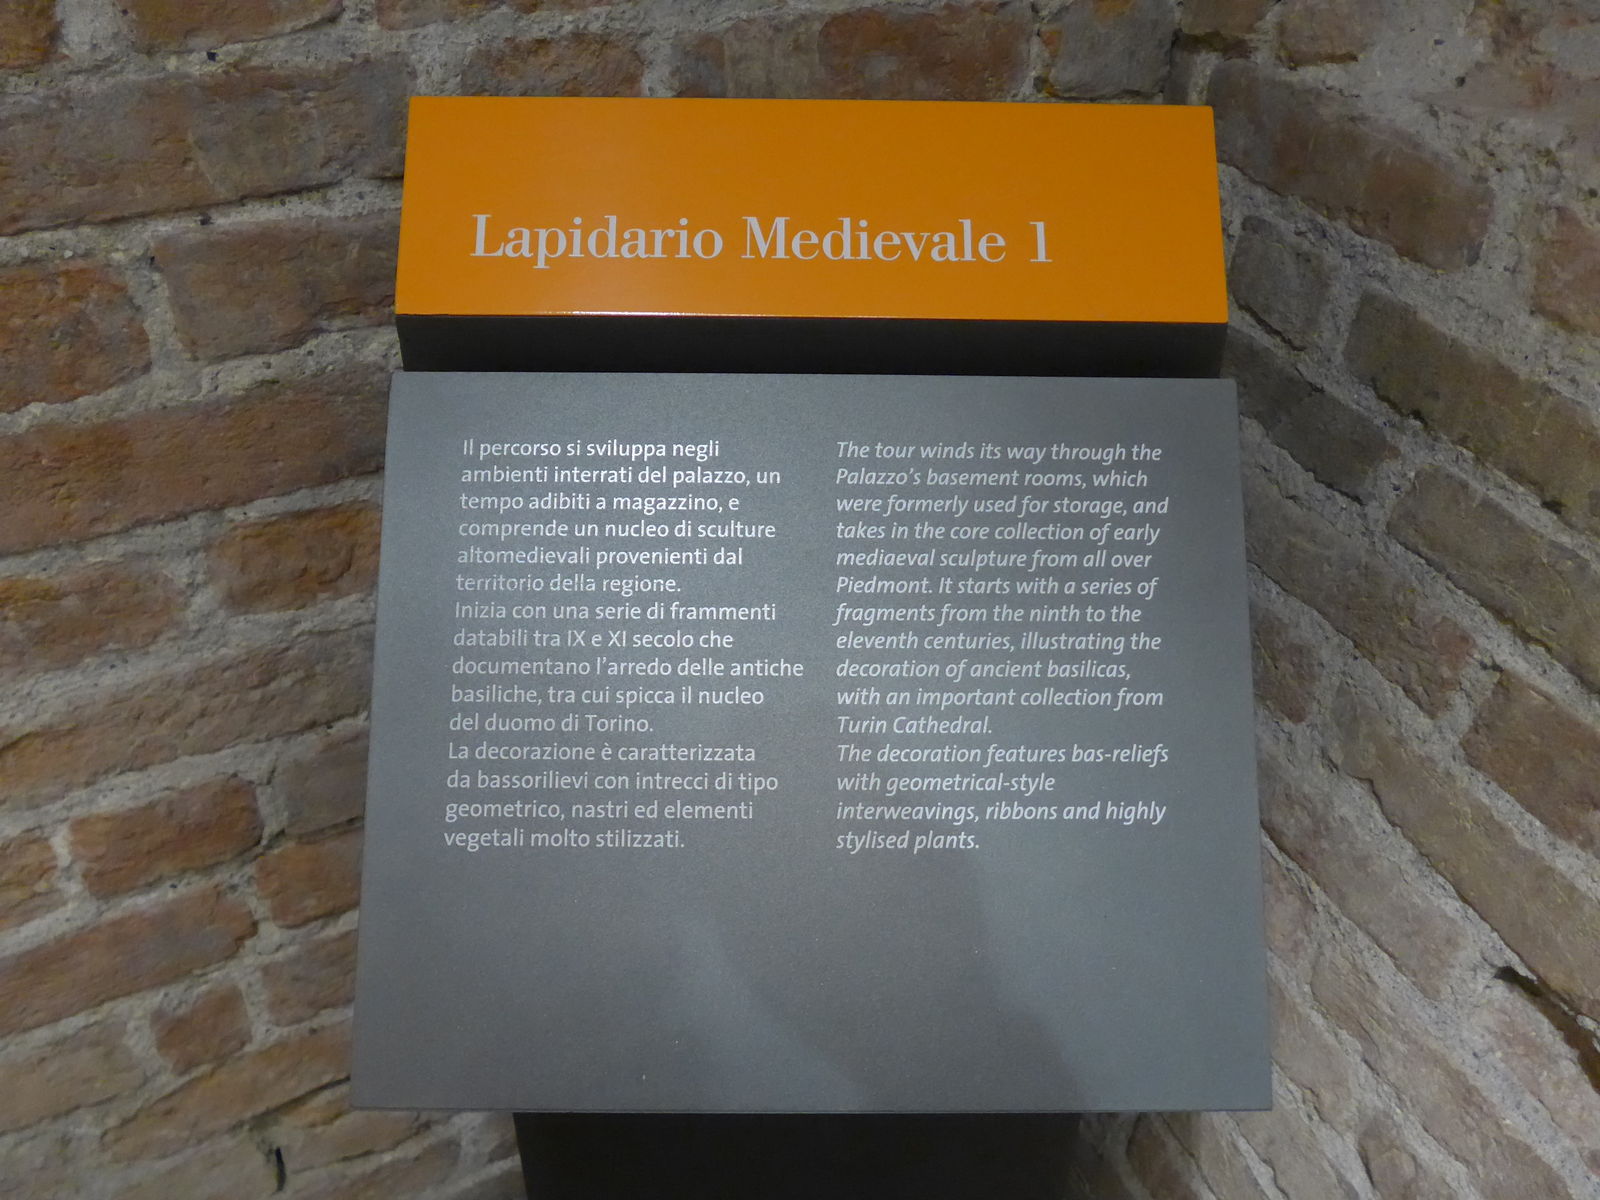 Lapidario Medievale 1
Il percorso si sviluppa negli
ambienti interrati del palazzo, un
tempo adibiti a magazzino, e
comprende un nucleo di sculture
altomedievali provenienti dal
territorio della regione.
Inizia con una serie di frammenti
databili tra IX e XI secolo che
documentano l'arredo delle antiche
basiliche, tra cui spicca il nucleo
del duomo di Torino.
La decorazione è caratterizzata
da bassorilievi con intrecci di tipo
geometrico, nastri ed elementi
vegetali molto stilizzati.
The tour winds its way through the
Palazzo's basement rooms, which
were formerly used for storage, and
takes in the core collection of early
mediaeval sculpture from all over
Piedmont. It starts with a series of
fragments from the ninth to the
eleventh centuries, illustrating the
decoration of ancient basilicas,
with an important collection from
Turin Cathedral.
The decoration features bas-reliefs
with geometrical-style
interweavings, ribbons and highly
stylised plants.